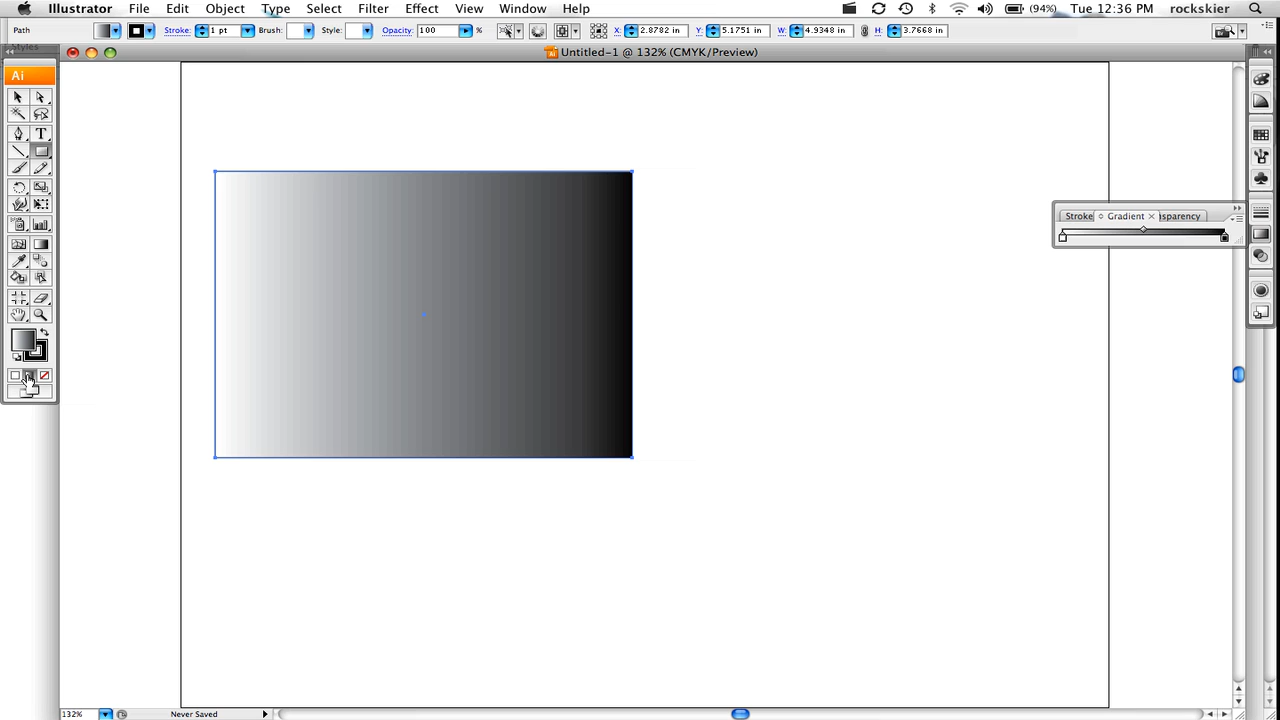 Illustrator File Edit Object Type Select Filter Effect View Window Help (94%) Tue 12:36 PM rockskier
Path Stroke: 1 pt Brush: Style: Opacity: 100 % X: 2.8782 in Y: 5.1751 in W: 4.9348 in H: 3.7668 in
Untitled-1 @ 132% (CMYK/Preview)
Ai
T
Stroke Gradient sparency
132% Never Saved